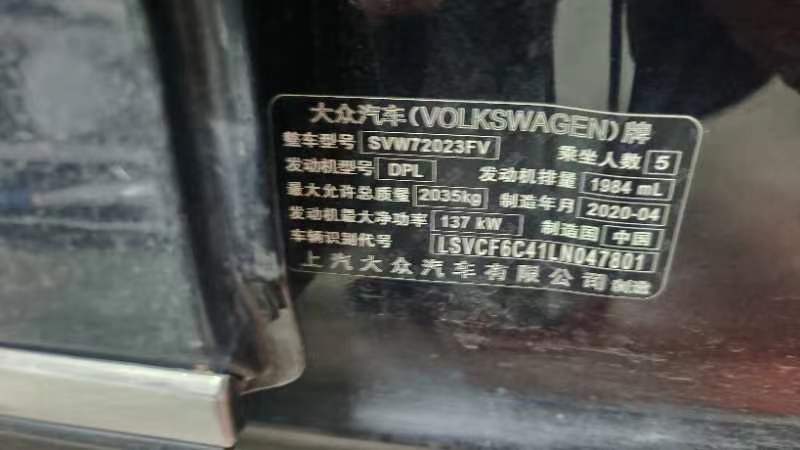 大众汽车(VOLKSWAGEN)牌
整车型号 SVW72023FV 乘坐人数 5
发动机型号 DPL 发动机排量 1984 mL
最大允许总质量 2035kg 制造年月 2020-04
发动机最大净功率 137 kW 制造国 中国
车辆识别代号 LSVCF6C41LN047801
上汽大众汽车有限公司 制造